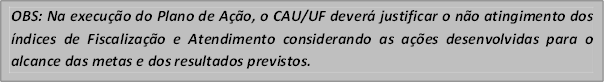 OBS: Na execução do Plano de Ação, o CAU/UF deverá justificar o não atingimento dos
índices de Fiscalização e Atendimento considerando as ações desenvolvidas para o
alcance das metas e dos resultados previstos.